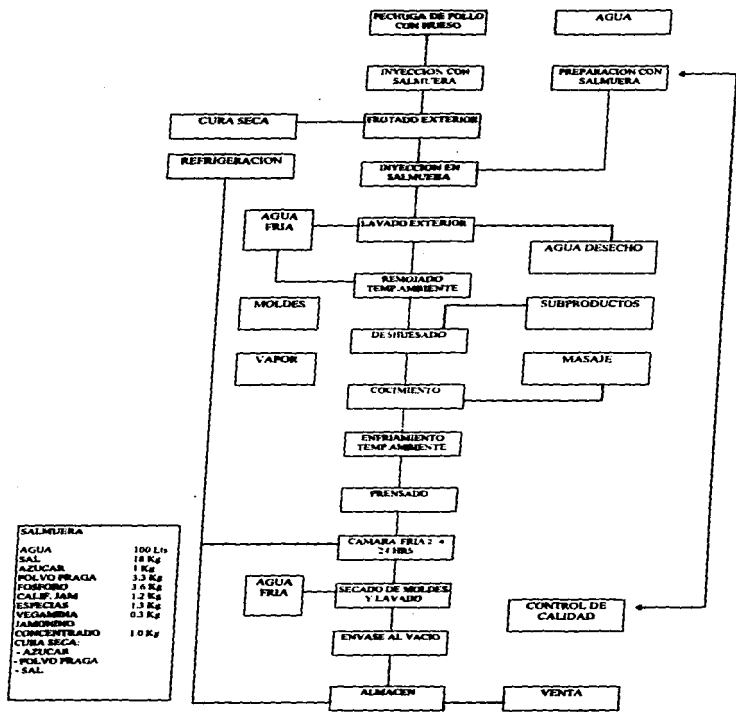 PECHUGA DE POLLO
CON HUESO
AGUA
INYECCION CON
SALMUERA
PREPARACION CON
SALMUERA
CURA SECA
FROTADO EXTERIOR
REFRIGERACION
INYECCION EN
SALMUERA
AGUA
FRIA
LAVADO EXTERIOR
AGUA DESECHO
REMOJADO
TEMP.AMBIENTE
MOLDES
SUBPRODUCTOS
DESHUESADO
VAPOR
MASAJE
COCIMIENTO
ENFRIAMIENTO
TEMP.AMBIENTE
PRENSADO
CAMARA FRIA
24 HRS
AGUA
FRIA
SECADO DE MOLDES
Y LAVADO
CONTROL DE
CALIDAD
ENVASE AL VACIO
ALMACEN
VENTA
SALMUERA
AGUA 100 Lts
SAL 18 Kg
AZUCAR 1 Kg
POLVO PRAGA 3.3 Kg
FOSFORO 3.6 Kg
CALIF. JAM 1.2 Kg
ESPECIAS 1.3 Kg
VEGAMINA 0.3 Kg
JAMONINO
CONCENTRADO 1.0 Kg
CURA SECA:
- AZUCAR
- POLVO PRAGA
- SAL